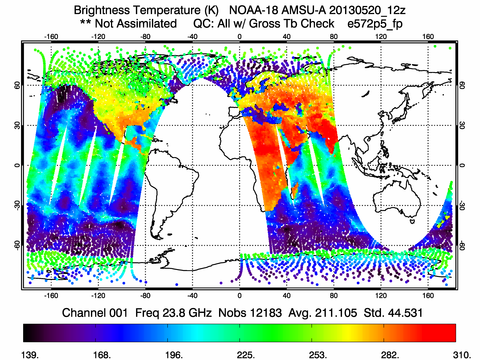 Brightness Temperature (K) NOAA-18 AMSU-A 20130520_12z
** Not Assimilated QC: All w/ Gross Tb Check e572p5_fp
-160 -120 -80 -40 0 40 80 120 160
60 60
30 30
0 0
-30 -30
-60 -60
-160 -120 -80 -40 0 40 80 120 160
Channel 001 Freq 23.8 GHz Nobs 12183 Avg. 211.105 Std. 44.531
139. 168. 196. 225. 253. 282. 310.